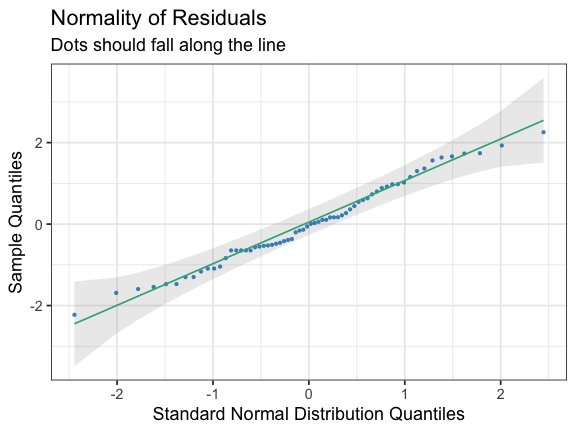 Normality of Residuals
Dots should fall along the line
Sample Quantiles
2
0
-2
-2
-1
0
1
2
Standard Normal Distribution Quantiles